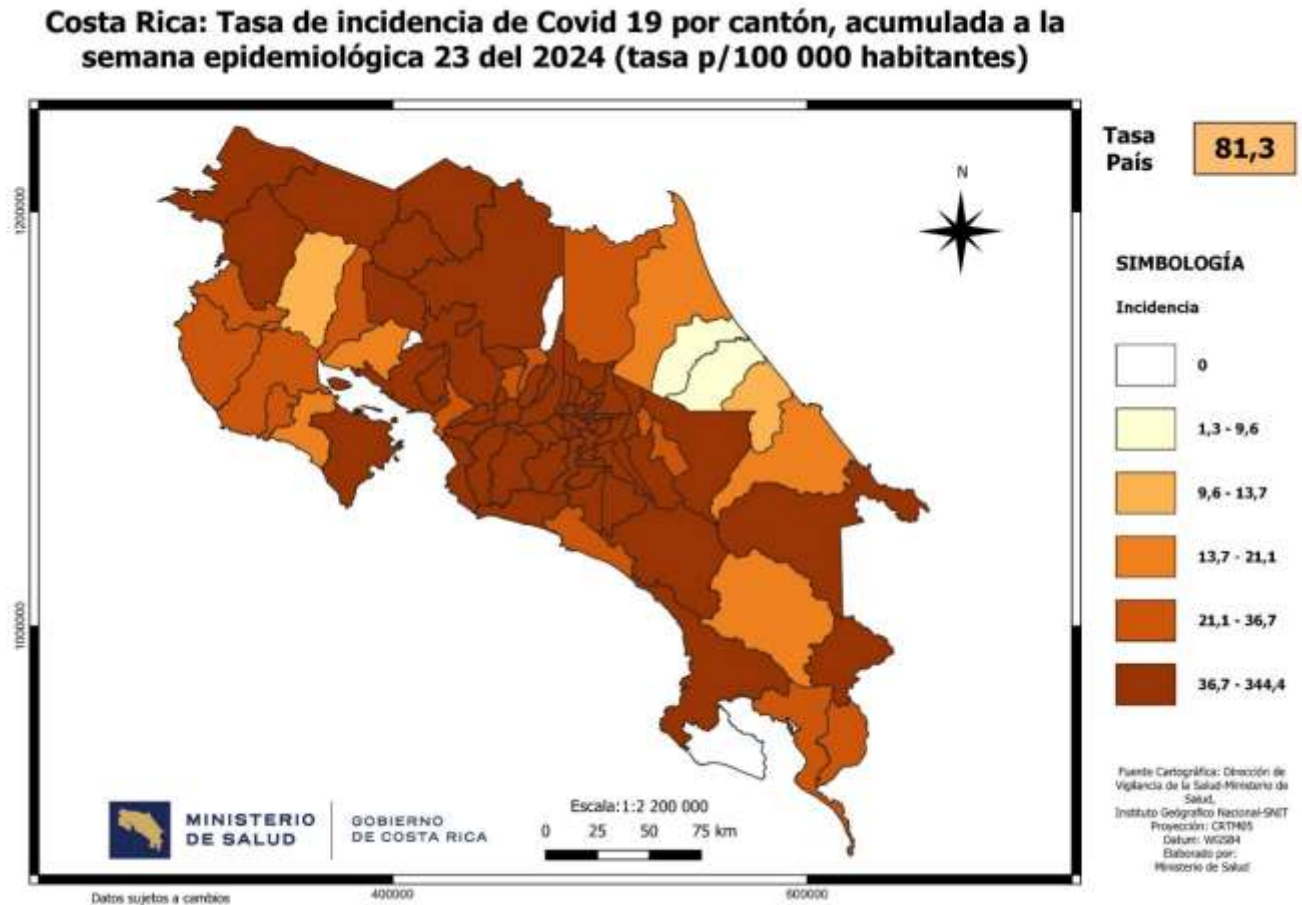 Costa Rica: Tasa de incidencia de Covid 19 por cantón, acumulada a la
semana epidemiológica 23 del 2024 (tasa p/100 000 habitantes)
Tasa
País
81,3
N
1200000
SIMBOLOGÍA
Incidencia
0
1,3 - 9,6
9,6 - 13,7
13,7 - 21,1
21,1 - 36,7
36,7 - 344,4
1000000
Fuente Cartográfica: Dirección de
Vigilancia de la Salud-Ministerio de
Salud,
Instituto Geógrafico Nacional-SNIT
Proyección: CRTM05
Datum: WGS84
Elaborado por:
Ministerio de Salud
MINISTERIO
DE SALUD
GOBIERNO
DE COSTA RICA
Escala:1:2 200 000
0 25 50 75 km
400000
600000
Datos sujetos a cambios